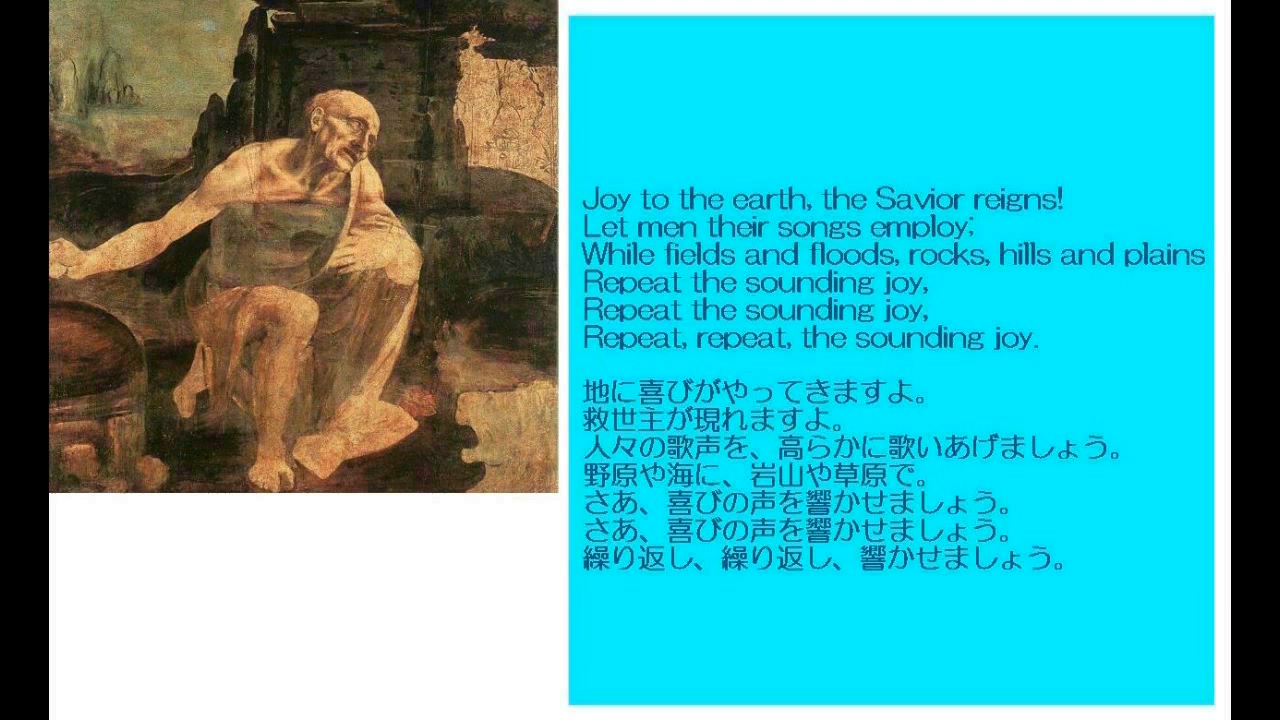 Joy to the earth, the Savior reigns!
Let men their songs employ;
While fields and floods, rocks, hills and plains
Repeat the sounding joy,
Repeat the sounding joy,
Repeat, repeat, the sounding joy.
地に喜びがやってきますよ。
救世主が現れますよ。
人々の歌声を、高らかに歌いあげましょう。
野原や海に、岩山や草原で。
さあ、喜びの声を響かせましょう。
さあ、喜びの声を響かせましょう。
繰り返し、繰り返し、響かせましょう。